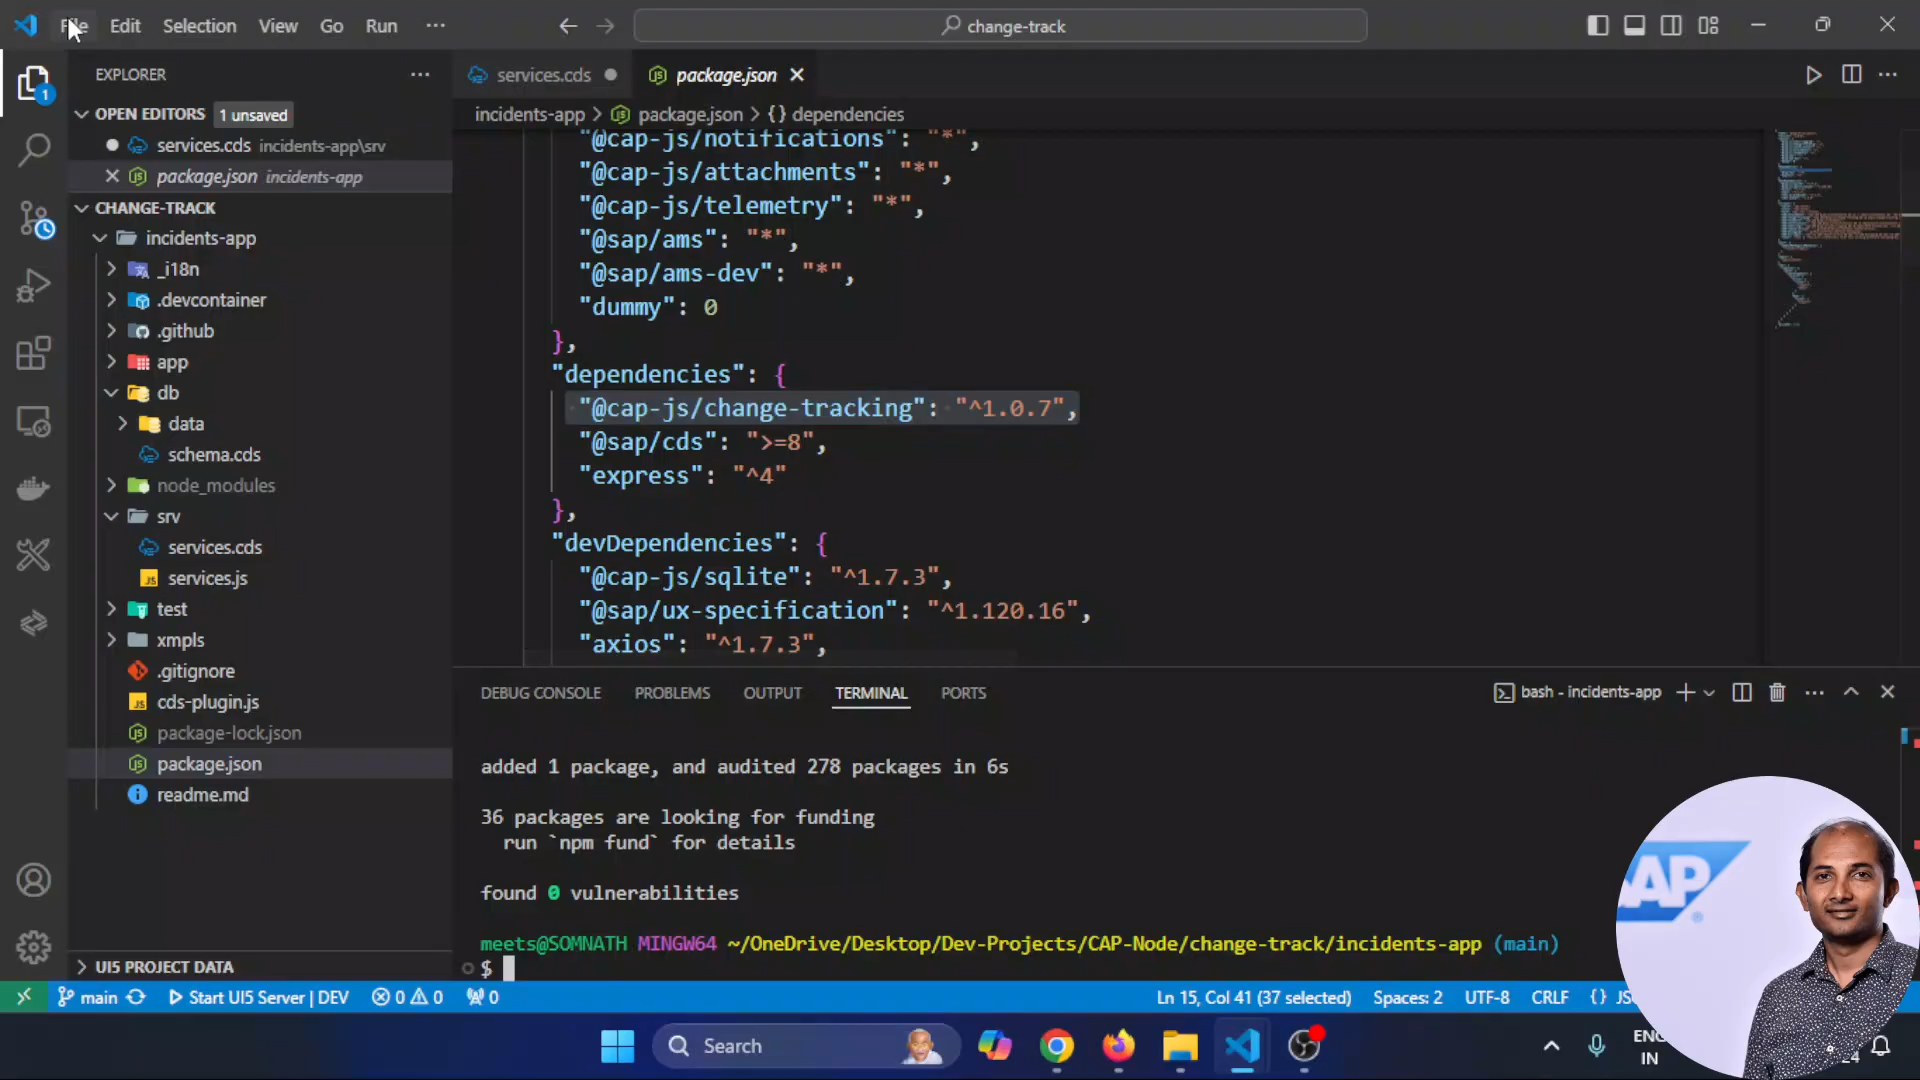 File Edit Selection View Go Run ···
change-track
EXPLORER
OPEN EDITORS 1 unsaved
services.cds incidents-app\srv
package.json incidents-app
CHANGE-TRACK
incidents-app
_i18n
.devcontainer
.github
app
db
data
schema.cds
node_modules
srv
services.cds
services.js
test
xmpls
.gitignore
cds-plugin.js
package-lock.json
package.json
readme.md
UI5 PROJECT DATA
services.cds
package.json
incidents-app > package.json > {} dependencies
"@cap-js/notifications": "*",
"@cap-js/attachments": "*",
"@cap-js/telemetry": "*",
"@sap/ams": "*",
"@sap/ams-dev": "*",
"dummy": 0
},
"dependencies": {
"@cap-js/change-tracking": "^1.0.7",
"@sap/cds": ">=8",
"express": "^4"
},
"devDependencies": {
"@cap-js/sqlite": "^1.7.3",
"@sap/ux-specification": "^1.120.16",
"axios": "^1.7.3",
DEBUG CONSOLE PROBLEMS OUTPUT TERMINAL PORTS
bash - incidents-app
added 1 package, and audited 278 packages in 6s
36 packages are looking for funding
run `npm fund` for details
found 0 vulnerabilities
meets@SOMNATH MINGW64 ~/OneDrive/Desktop/Dev-Projects/CAP-Node/change-track/incidents-app (main)
$
main Start UI5 Server | DEV 0 0 0
Ln 15, Col 41 (37 selected) Spaces: 2 UTF-8 CRLF {} JS
Search
ENG
IN
24
SAP
1